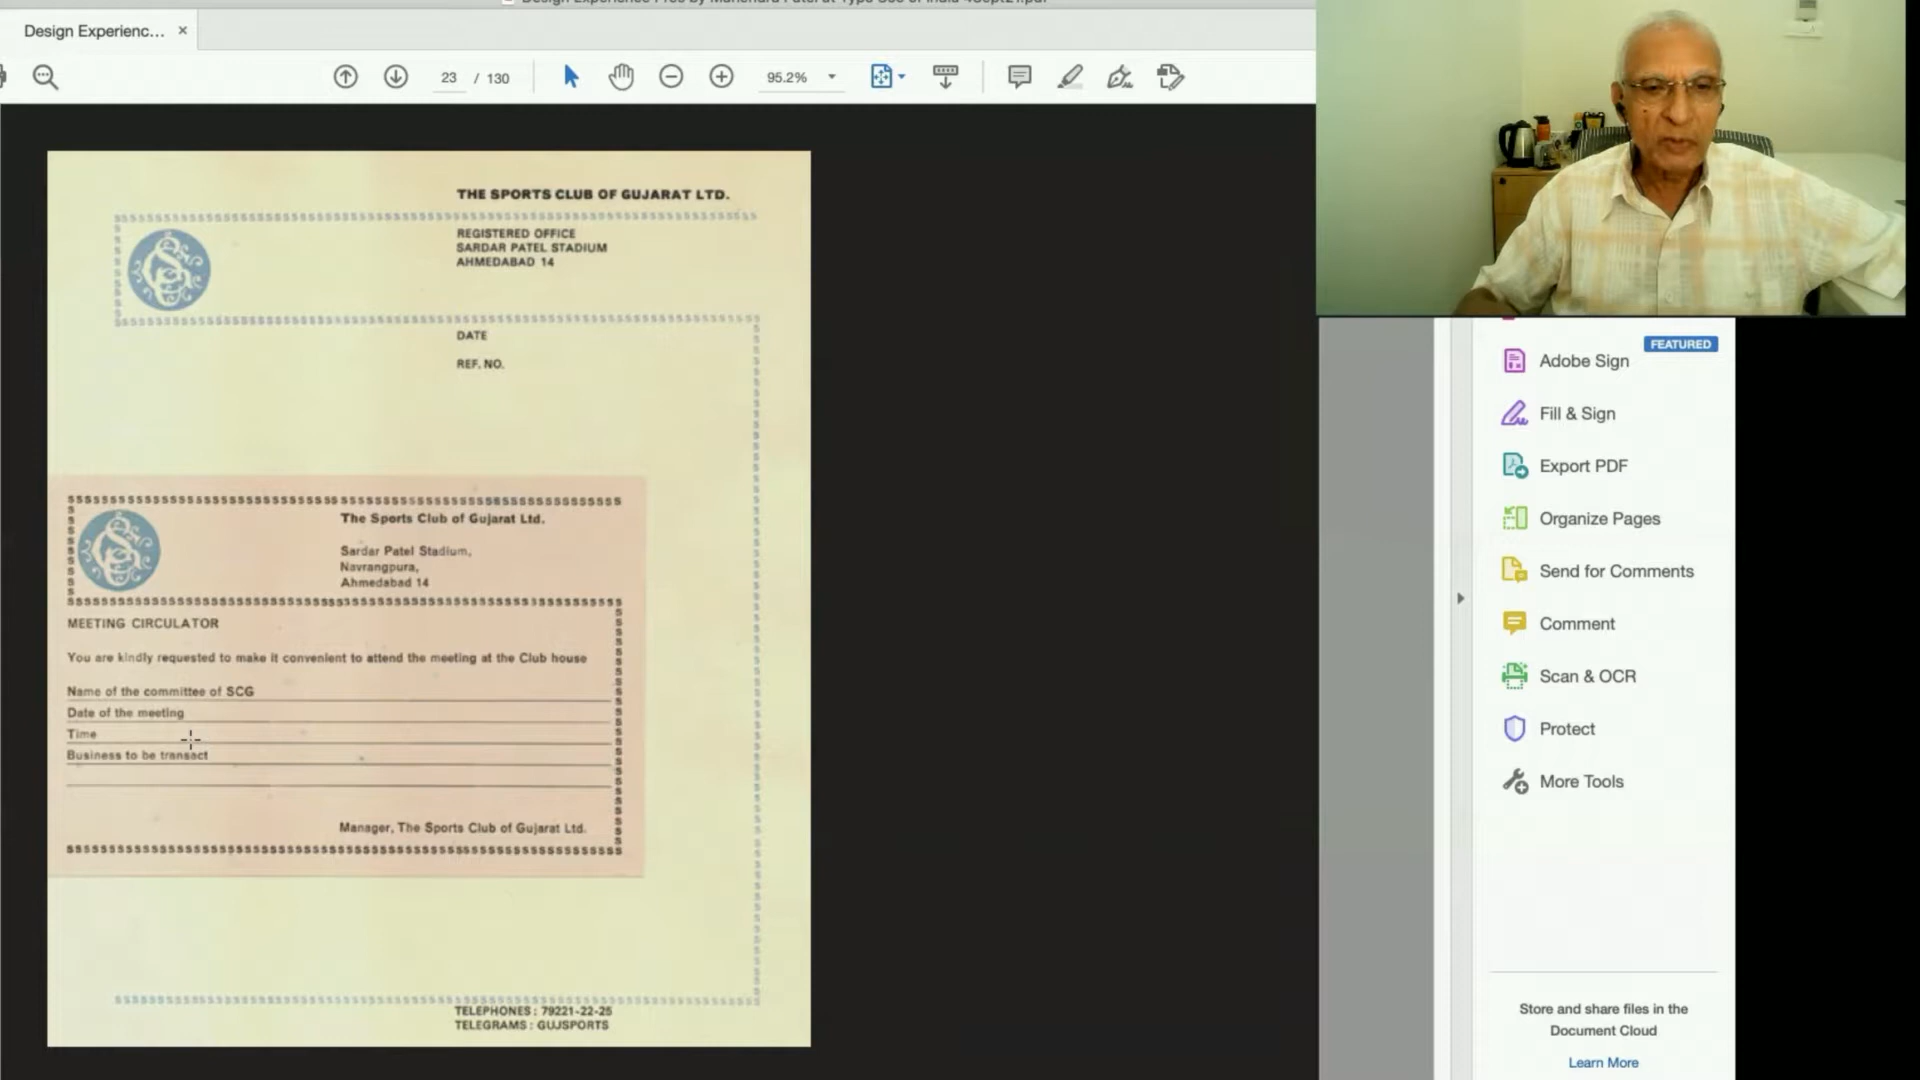 Design Experienc... ×
23 / 130
95.2%
THE SPORTS CLUB OF GUJARAT LTD.
REGISTERED OFFICE
SARDAR PATEL STADIUM
AHMEDABAD 14
DATE
REF. NO.
The Sports Club of Gujarat Ltd.
Sardar Patel Stadium,
Navrangpura,
Ahmedabad 14
MEETING CIRCULATOR
You are kindly requested to make it convenient to attend the meeting at the Club house
Name of the committee of SCG
Date of the meeting
Time
Business to be transact
Manager, The Sports Club of Gujarat Ltd.
TELEPHONES : 79221-22-25
TELEGRAMS : GUJSPORTS
FEATURED
Adobe Sign
Fill & Sign
Export PDF
Organize Pages
Send for Comments
Comment
Scan & OCR
Protect
More Tools
Store and share files in the
Document Cloud
Learn More